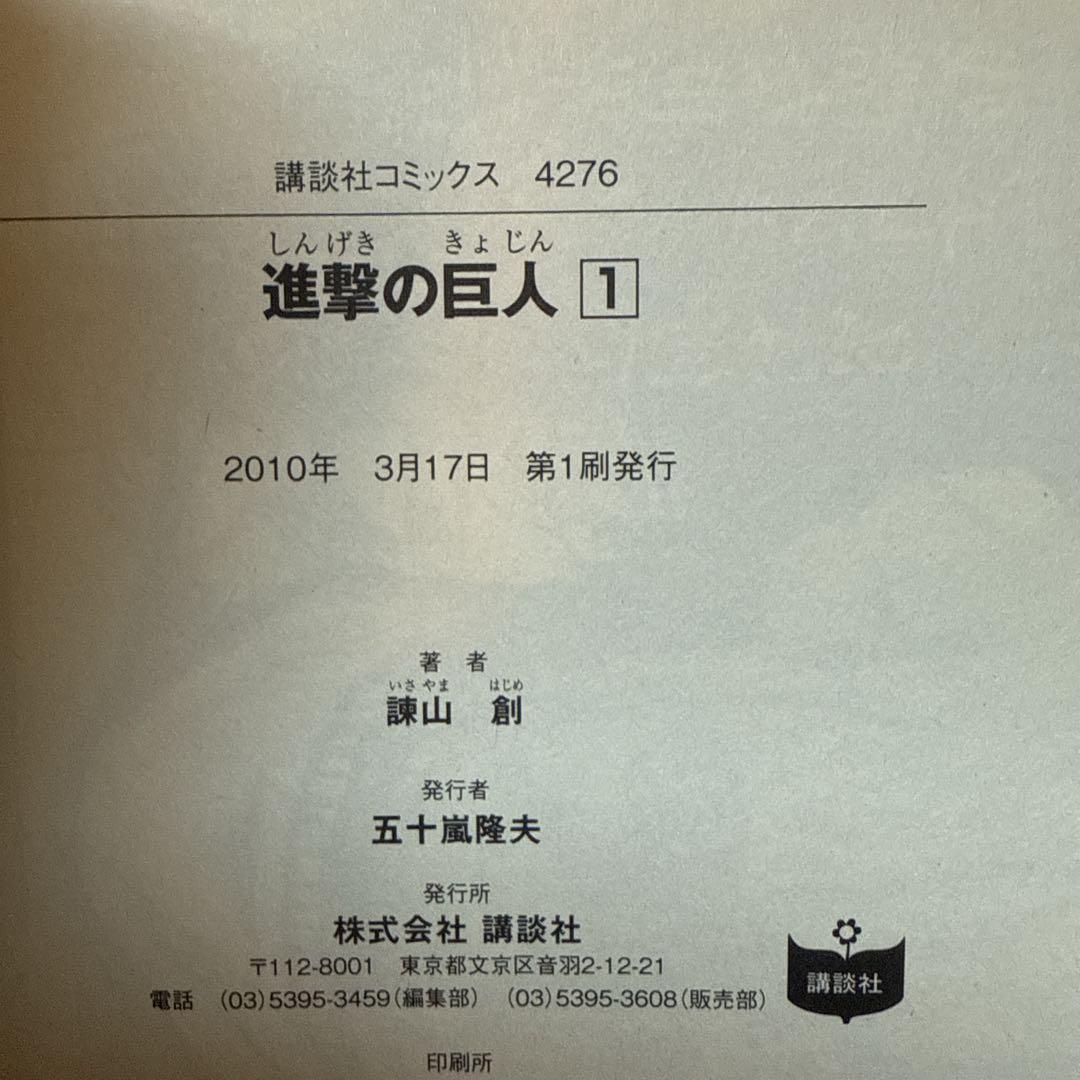 講談社コミックス 4276
しんげき きょじん
進撃の巨人 1
2010年 3月17日 第1刷発行
著 者
いさ やま はじめ
諫山 創
発行者
五十嵐隆夫
発行所
株式会社 講談社
〒112-8001 東京都文京区音羽2-12-21
電話 (03)5395-3459(編集部) (03)5395-3608(販売部)
講談社
印刷所